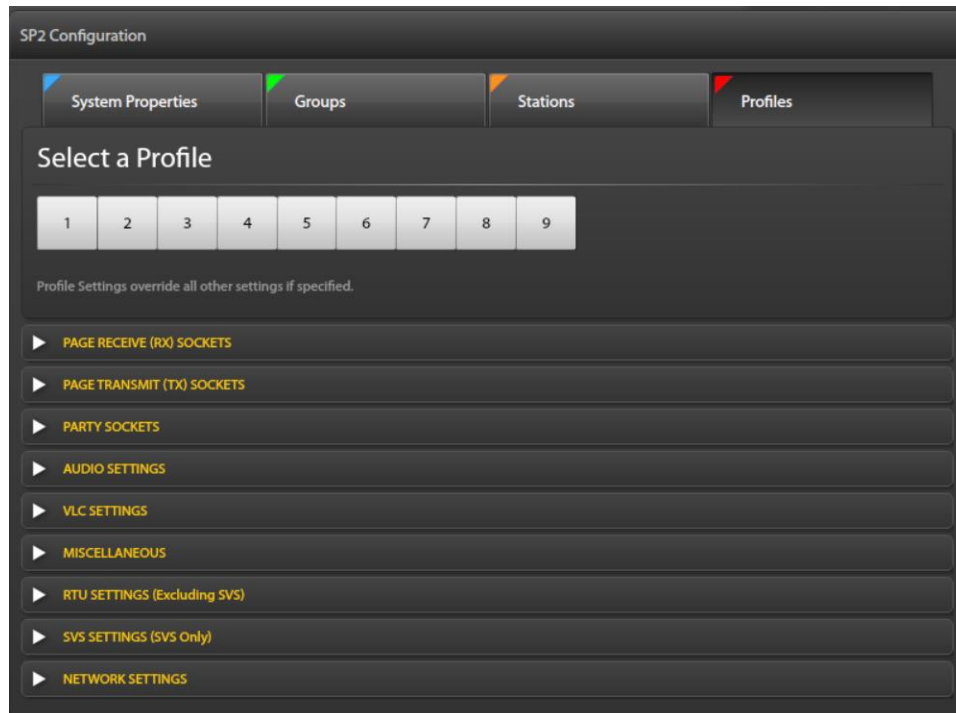 SP2 Configuration
System Properties
Groups
Stations
Profiles
Select a Profile
1 2 3 4 5 6 7 8 9
Profile Settings override all other settings if specified.
PAGE RECEIVE (RX) SOCKETS
PAGE TRANSMIT (TX) SOCKETS
PARTY SOCKETS
AUDIO SETTINGS
VLC SETTINGS
MISCELLANEOUS
RTU SETTINGS (Excluding SVS)
SVS SETTINGS (SVS Only)
NETWORK SETTINGS